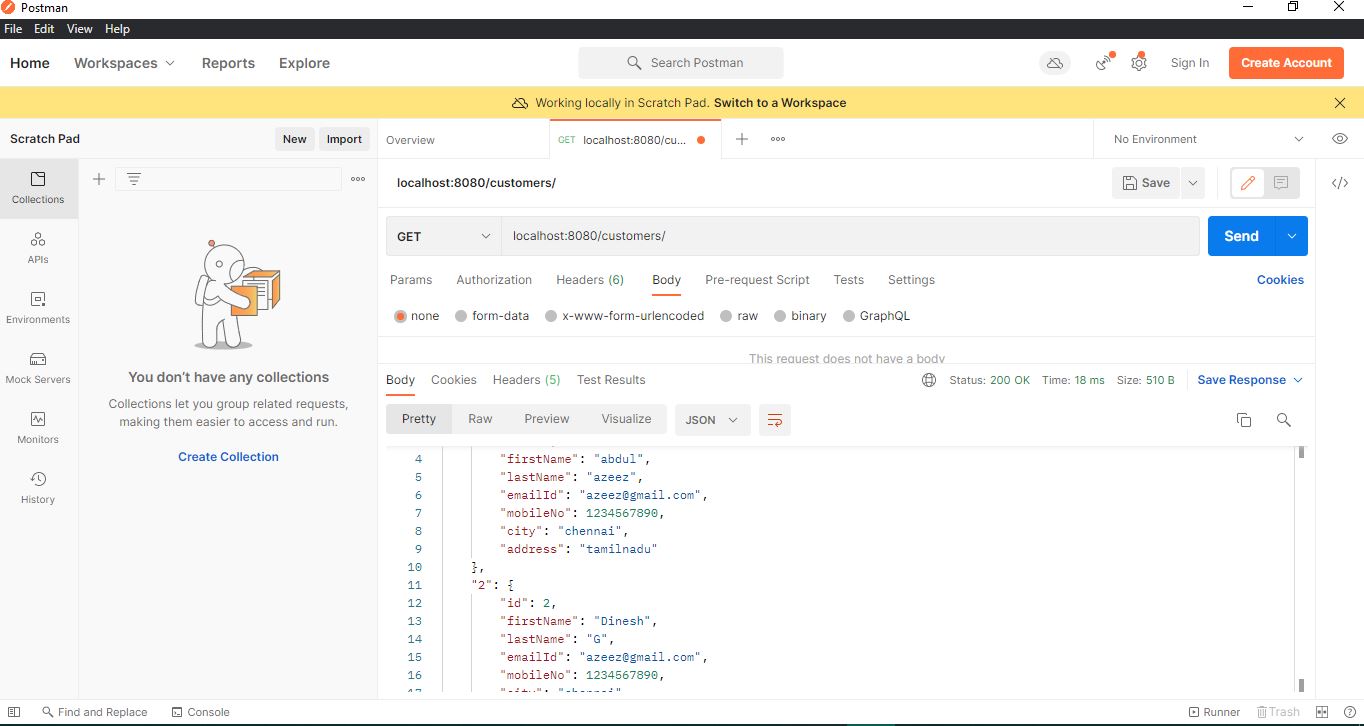 Postman
File Edit View Help
Home Workspaces Reports Explore Search Postman Sign In Create Account
Working locally in Scratch Pad. Switch to a Workspace
Scratch Pad New Import Overview GET localhost:8080/cu... No Environment
Collections
APIs
Environments
Mock Servers
Monitors
History
You don't have any collections
Collections let you group related requests,
making them easier to access and run.
Create Collection
localhost:8080/customers/ Save
GET localhost:8080/customers/ Send
Params Authorization Headers (6) Body Pre-request Script Tests Settings Cookies
none form-data x-www-form-urlencoded raw binary GraphQL
This request does not have a body
Body Cookies Headers (5) Test Results Status: 200 OK Time: 18 ms Size: 510 B Save Response
Pretty Raw Preview Visualize JSON
4 "firstName": "abdul",
5 "lastName": "azeez",
6 "emailId": "azeez@gmail.com",
7 "mobileNo": 1234567890,
8 "city": "chennai",
9 "address": "tamilnadu"
10 },
11 "2": {
12 "id": 2,
13 "firstName": "Dinesh",
14 "lastName": "G",
15 "emailId": "azeez@gmail.com",
16 "mobileNo": 1234567890,
17 "city": "chennai"
Find and Replace Console Runner Trash